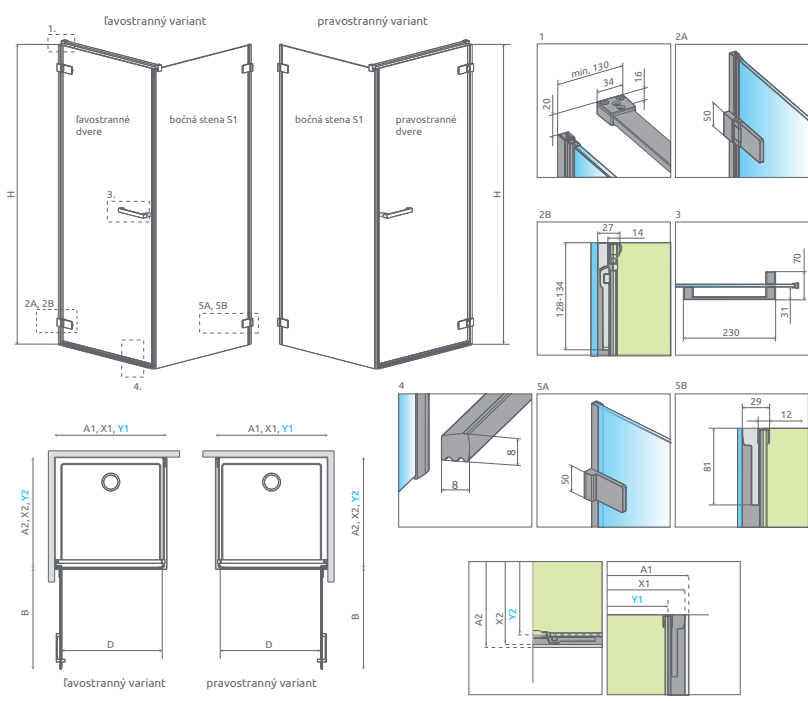 ľavostranný variant
pravostranný variant
1.
H
ľavostranné
dvere
bočná stena S1
bočná stena S1
pravostranné
dvere
H
3.
2A, 2B
5A, 5B
4.
1
min. 130
34
16
20
2A
50
2B
27
14
128-134
3
70
31
230
4
8
8
5A
50
5B
29
12
81
A1, X1, Y1
A1, X1, Y1
A2, X2, Y2
A2, X2, Y2
B
D
D
B
ľavostranný variant
pravostranný variant
A2
X2
Y2
A1
X1
Y1